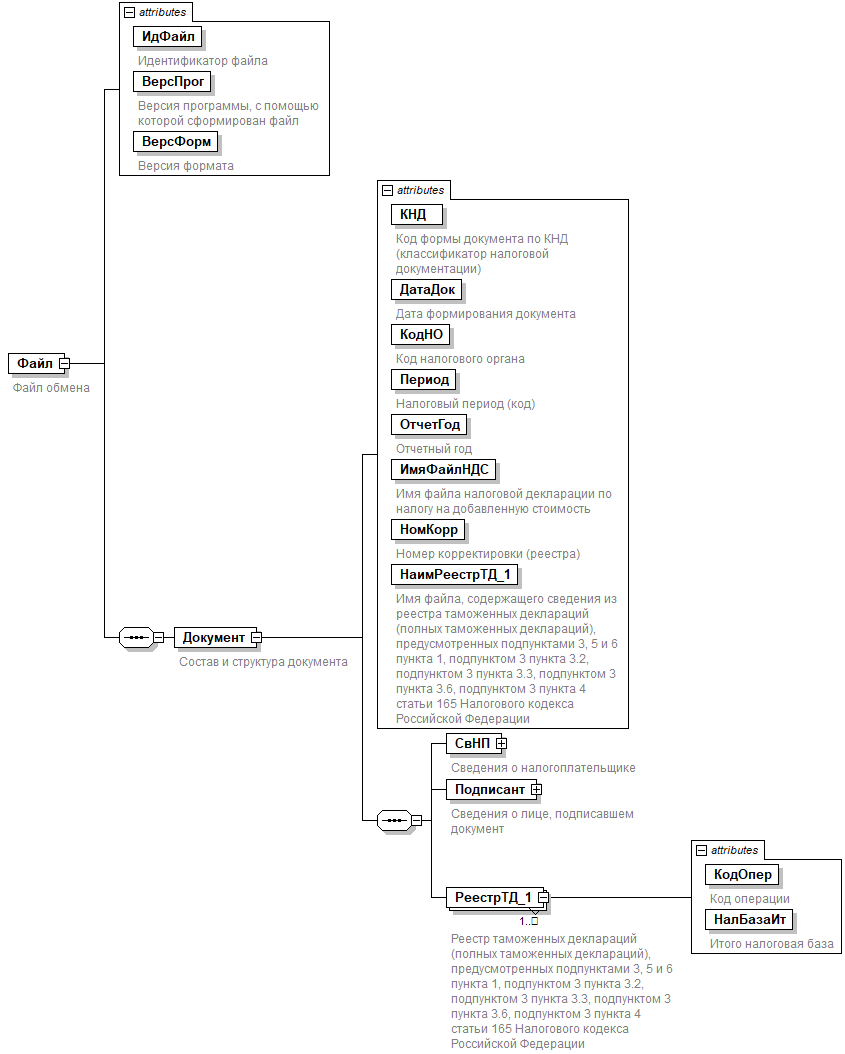 attributes
ИдФайл
Идентификатор файла
ВерсПрог
Версия программы, с помощью
которой сформирован файл
ВерсФорм
Версия формата
Файл
Файл обмена
Документ
Состав и структура документа
attributes
КНД
Код формы документа по КНД
(классификатор налоговой
документации)
ДатаДок
Дата формирования документа
КодНО
Код налогового органа
Период
Налоговый период (код)
ОтчетГод
Отчетный год
ИмяФайлНДС
Имя файла налоговой декларации по
налогу на добавленную стоимость
НомКорр
Номер корректировки (реестра)
НаимРеестрТД_1
Имя файла, содержащего сведения из
реестра таможенных деклараций
(полных таможенных деклараций),
предусмотренных подпунктами 3, 5 и 6
пункта 1, подпунктом 3 пункта 3.2,
подпунктом 3 пункта 3.3, подпунктом 3
пункта 3.6, подпунктом 3 пункта 4
статьи 165 Налогового кодекса
Российской Федерации
СвНП
Сведения о налогоплательщике
Подписант
Сведения о лице, подписавшем
документ
РеестрТД_1
1..
Реестр таможенных деклараций
(полных таможенных деклараций),
предусмотренных подпунктами 3, 5 и 6
пункта 1, подпунктом 3 пункта 3.2,
подпунктом 3 пункта 3.3, подпунктом 3
пункта 3.6, подпунктом 3 пункта 4
статьи 165 Налогового кодекса
Российской Федерации
attributes
КодОпер
Код операции
НалБазаИт
Итого налоговая база